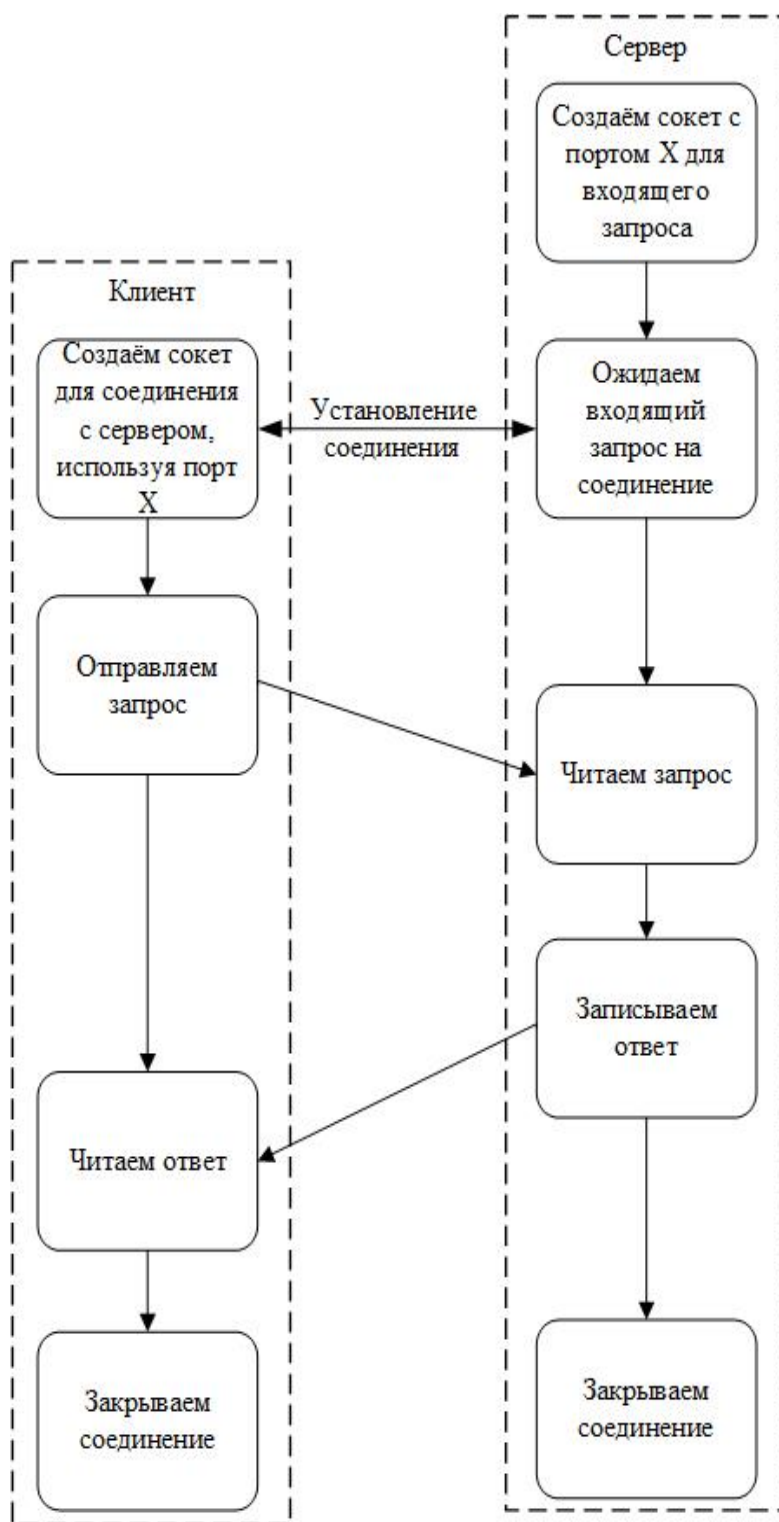 Сервер
Создаём сокет с
портом X для
входящего
запроса
Клиент
Создаём сокет
для соединения
с сервером,
используя порт
X
Установление
соединения
Ожидаем
входящий
запрос на
соединение
Отправляем
запрос
Читаем запрос
Записываем
ответ
Читаем ответ
Закрываем
соединение
Закрываем
соединение